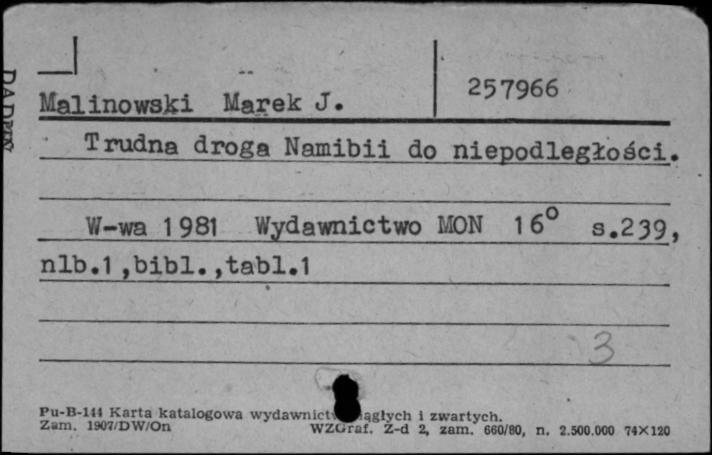 257966
Malinowski Marek J.
Trudna droga Namibii do niepodległości.
W-wa 1981 Wydawnictwo MON 16° s.239,
nlb.1,bibl.,tabl.1
3
Pu-B-144 Karta katalogowa ciągłych i zwartych.
Zam. 1907/DW/On WZGraf. Z-d 2, zam. 660/80, n. 2.500.000 74×120